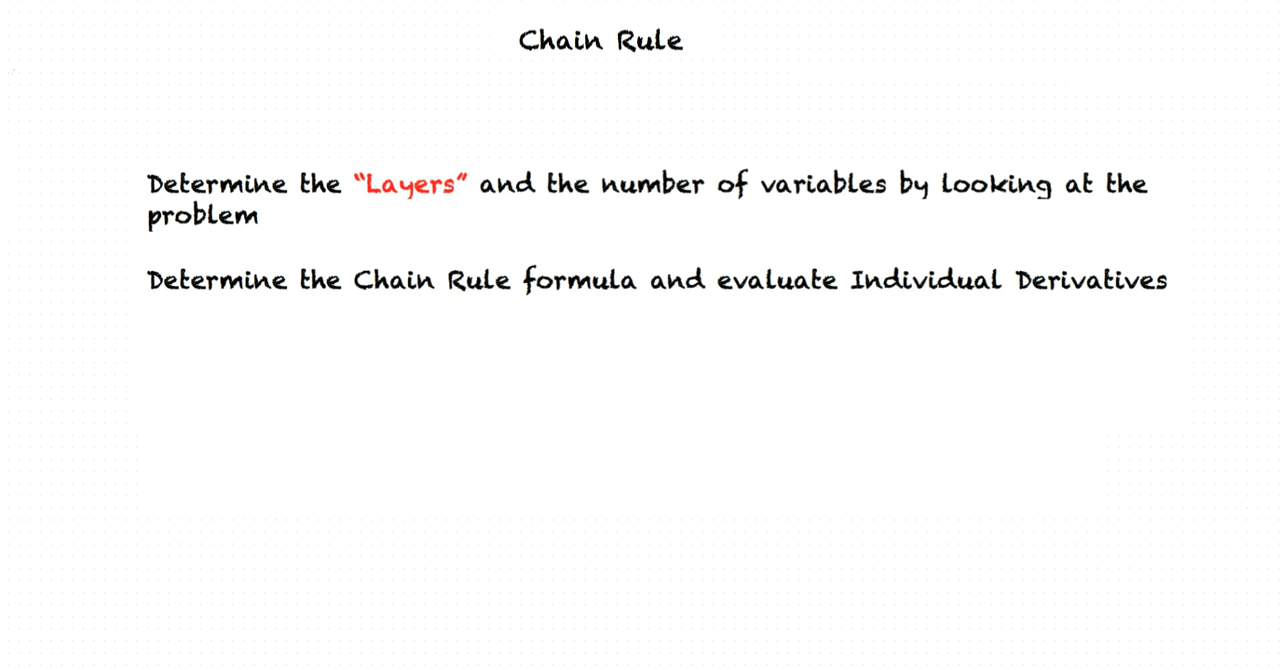 Chain Rule
Determine the “Layers” and the number of variables by looking at the
problem
Determine the Chain Rule formula and evaluate Individual Derivatives